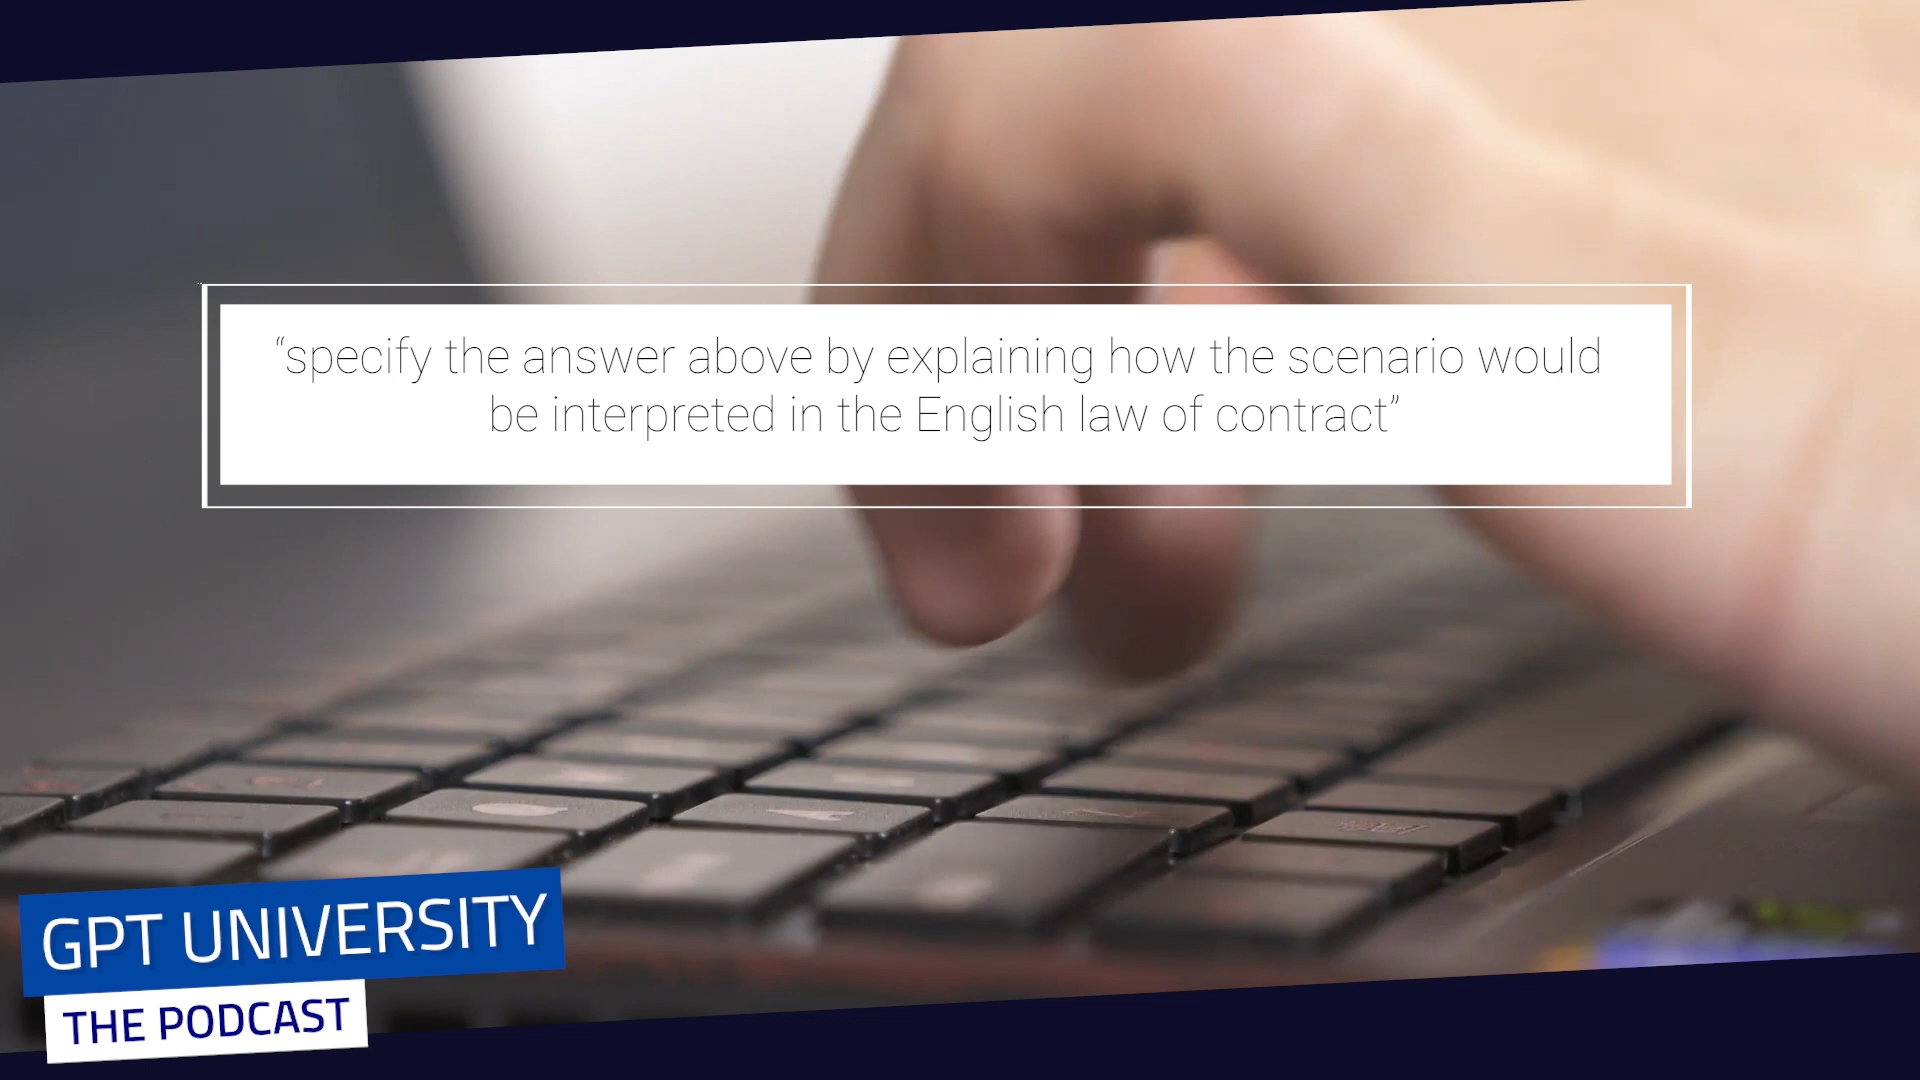 “specify the answer above by explaining how the scenario would
be interpreted in the English law of contract”
GPT UNIVERSITY
THE PODCAST